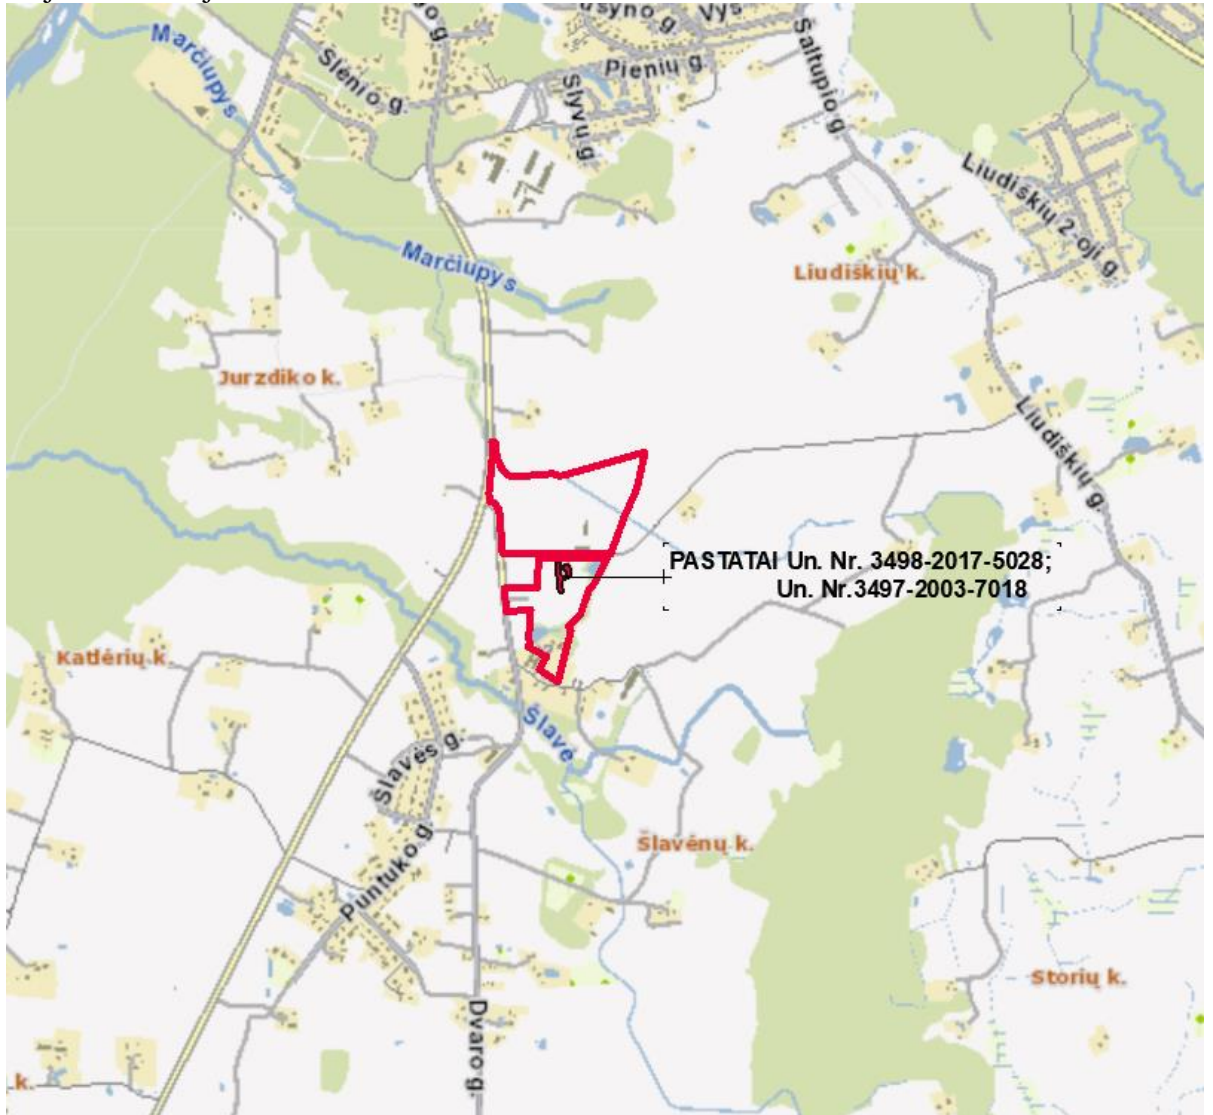 Pienių g.
Šaltupio g.
Marčiupys
Slėnio g.
Slyvų g.
Liudiškių 2-oji g.
Marčiupys
Liudiškių k.
Jurzdiko k.
Liudiškių g.
PASTATAI Un. Nr. 3498-2017-5028;
Un. Nr.3497-2003-7018
Katlėrių k.
Šlavė
Šlavės g.
Šlavėnų k.
Puntuko g.
Storių k.
Dvaro g.
k.